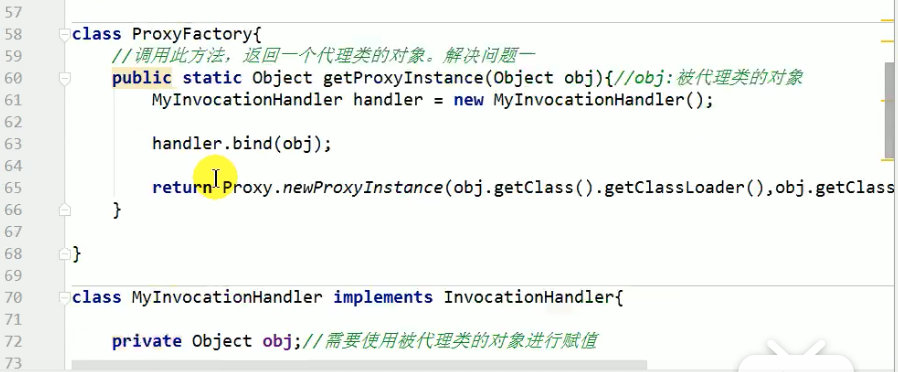 57
58 class ProxyFactory{
59 //调用此方法，返回一个代理类的对象。解决问题一
60 public static Object getProxyInstance(Object obj){//obj:被代理类的对象
61 MyInvocationHandler handler = new MyInvocationHandler();
62
63 handler.bind(obj);
64
65 return Proxy.newProxyInstance(obj.getClass().getClassLoader(),obj.getClass
66 }
67
68 }
69
70 class MyInvocationHandler implements InvocationHandler{
71
72 private Object obj;//需要使用被代理类的对象进行赋值
73